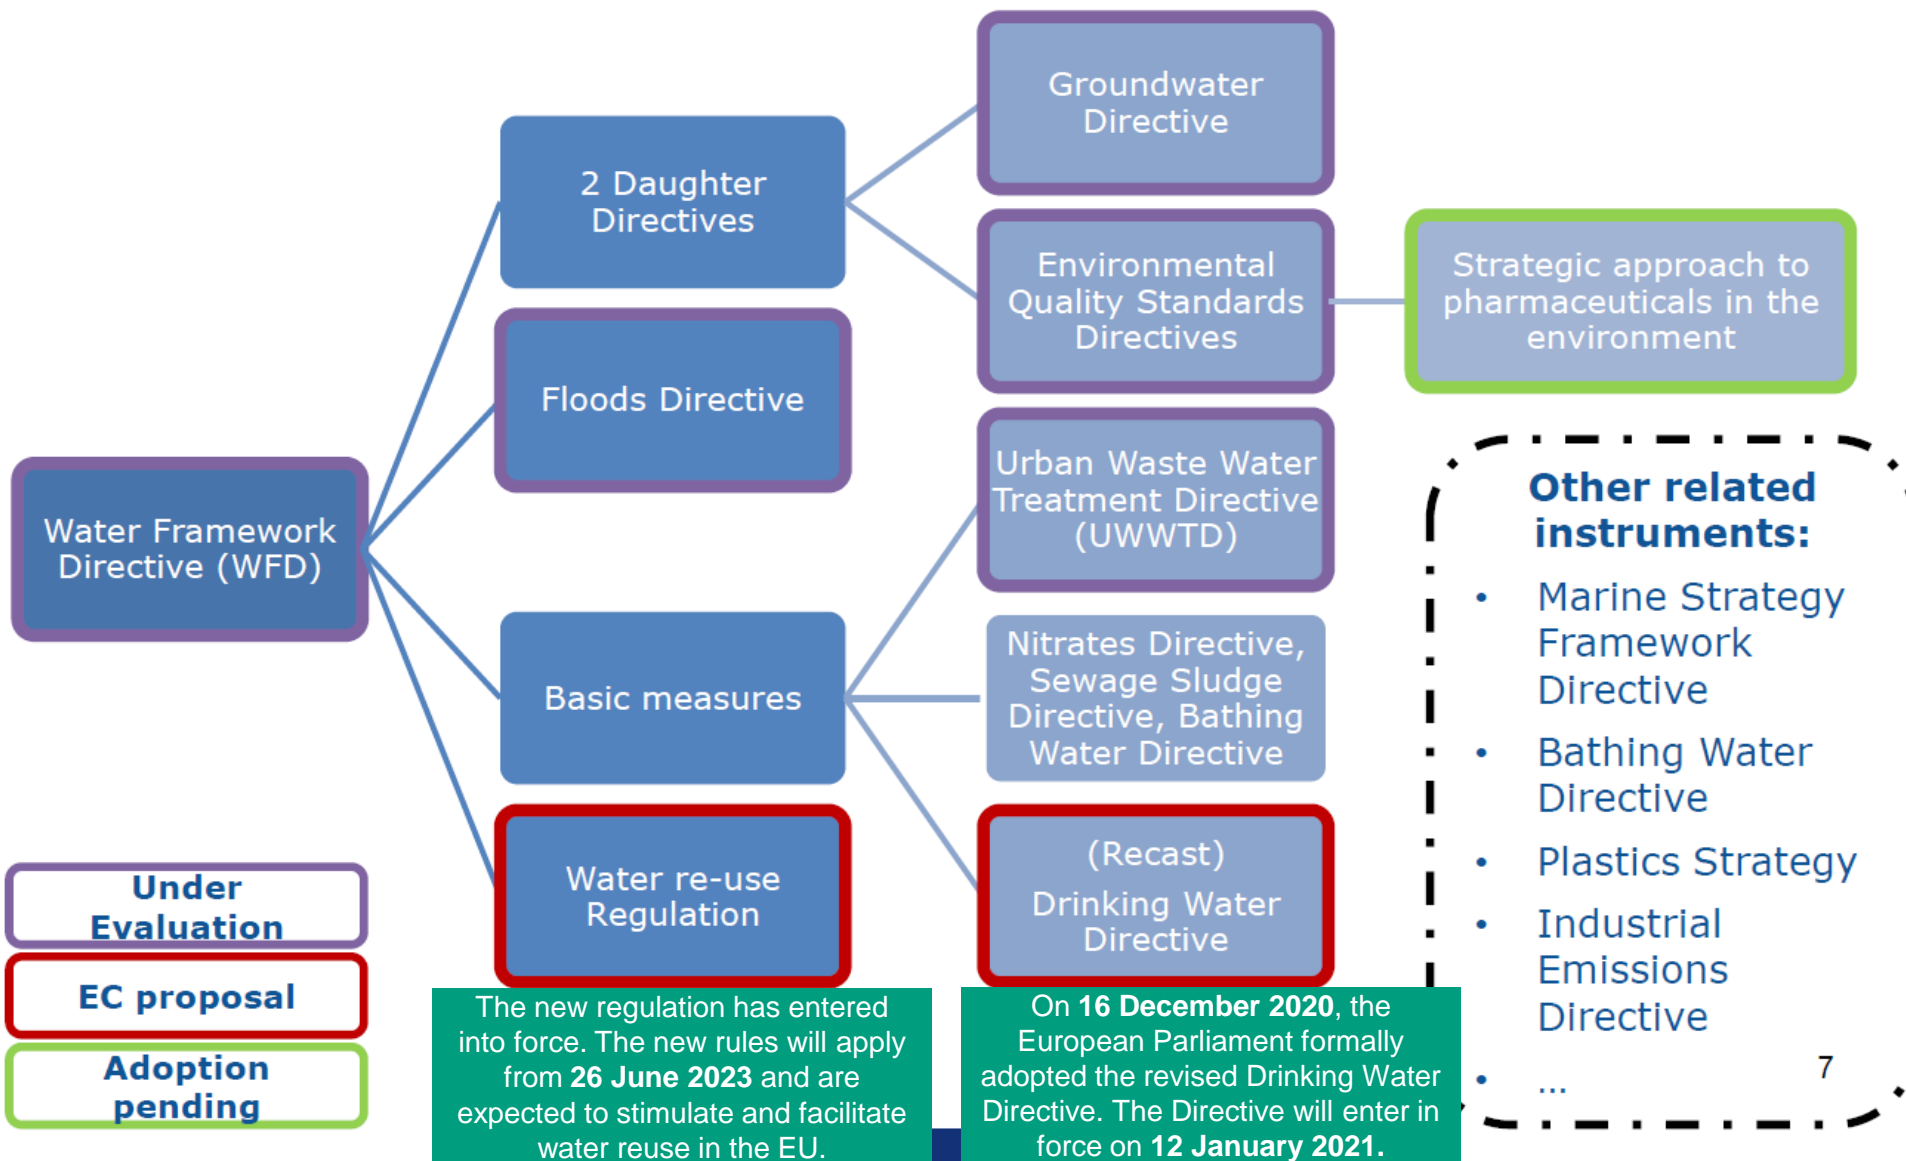 Water Framework
Directive (WFD)
2 Daughter
Directives
Floods Directive
Basic measures
Water re-use
Regulation
Groundwater
Directive
Environmental
Quality Standards
Directives
Strategic approach to
pharmaceuticals in the
environment
Urban Waste Water
Treatment Directive
(UWWTD)
Nitrates Directive,
Sewage Sludge
Directive, Bathing
Water Directive
(Recast)
Drinking Water
Directive
Other related
instruments:
• Marine Strategy
Framework
Directive
• Bathing Water
Directive
• Plastics Strategy
• Industrial
Emissions
Directive
• ...
7
Under
Evaluation
EC proposal
Adoption
pending
The new regulation has entered
into force. The new rules will apply
from 26 June 2023 and are
expected to stimulate and facilitate
water reuse in the EU.
On 16 December 2020, the
European Parliament formally
adopted the revised Drinking Water
Directive. The Directive will enter in
force on 12 January 2021.